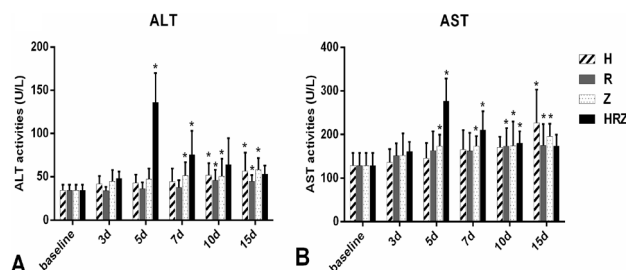 ALT
ALT activities (U/L)
200
150
100
50
0
baseline
3d
5d
7d
10d
15d
A
AST
AST activities (U/L)
400
300
200
100
0
baseline
3d
5d
7d
10d
15d
B
H
R
Z
HRZ